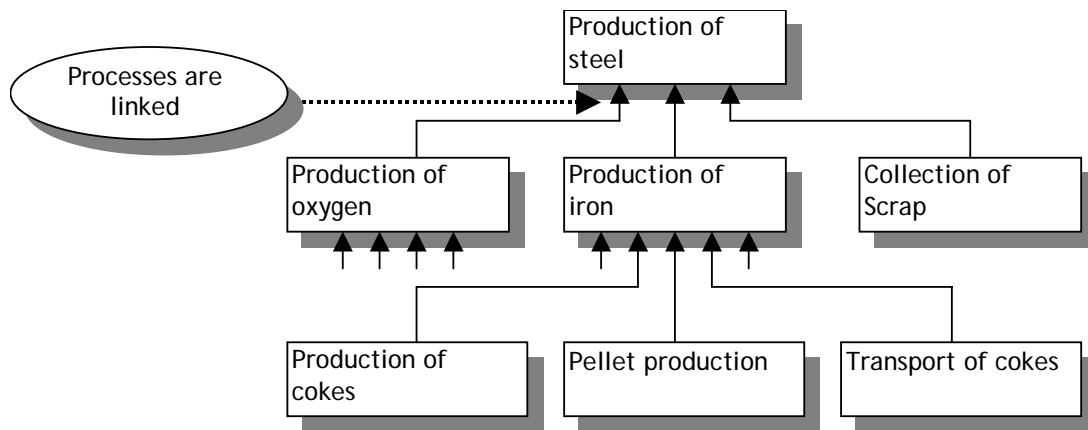 Production of
steel
Processes are
linked
Production of
oxygen
Production of
iron
Collection of
Scrap
Production of
cokes
Pellet production
Transport of cokes